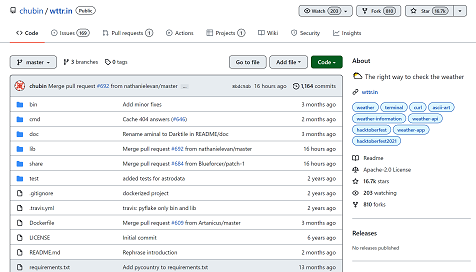 chubin / wttr.in Public
Watch 203
Fork 810
Star 16.7k
Code
Issues 169
Pull requests 1
Actions
Projects 1
Wiki
Security
Insights
master
3 branches
0 tags
Go to file
Add file
Code
chubin Merge pull request #692 from nathanielevan/master ...
16 hours ago
1,164 commits
bin Add minor fixes 3 months ago
cmd Cache 404 answers (#646) 2 months ago
doc Rename aminal to Darktile in README/doc 3 months ago
lib Merge pull request #692 from nathanielevan/master 16 hours ago
share Merge pull request #684 from Blueforcer/patch-1 16 hours ago
test added tests for astrodata 2 years ago
.gitignore dockerized project 2 years ago
.travis.yml travis: pyflake only bin and lib 2 years ago
Dockerfile Merge pull request #609 from Artanicus/master 3 months ago
LICENSE Initial commit 6 years ago
README.md Rephrase introduction 2 months ago
requirements.txt Add pycountry to requirements.txt 13 months ago
About
The right way to check the weather
wttr.in
weather terminal curl ascii-art
weather-information weather-api
hacktoberfest weather-app
hacktoberfest2021
Readme
Apache-2.0 License
16.7k stars
203 watching
810 forks
Releases
No releases published